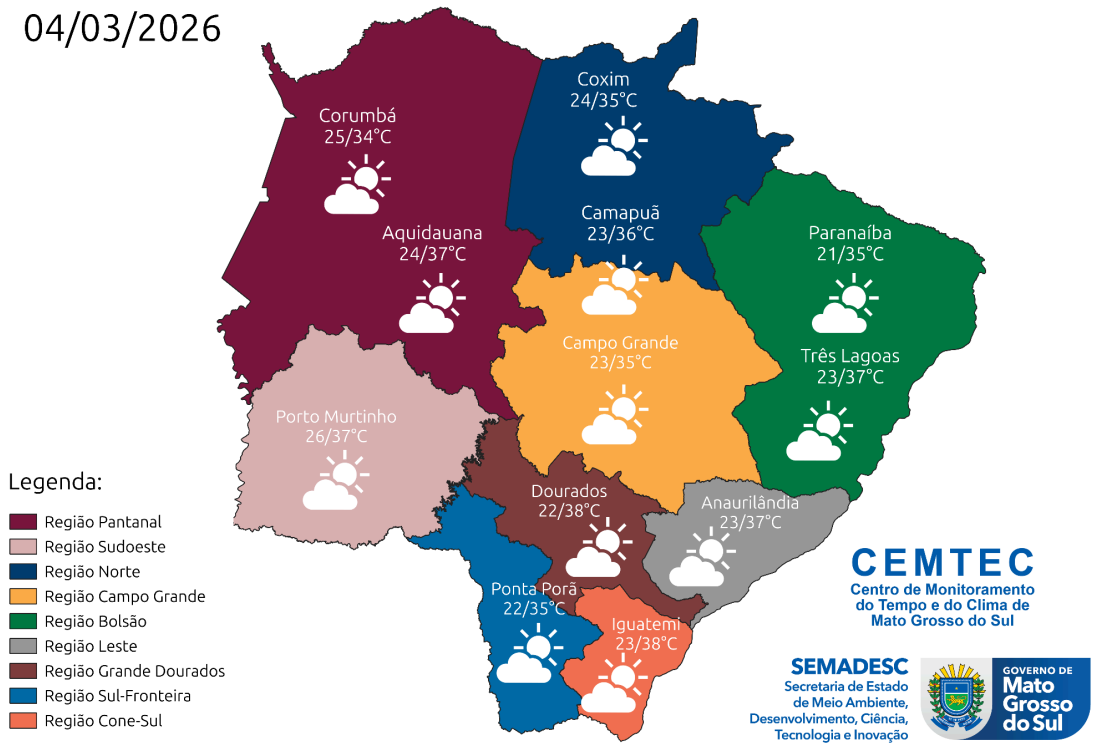 04/03/2026
Coxim
24/35°C
Corumbá
25/34°C
Camapuã
23/36°C
Aquidauana
24/37°C
Paranaíba
21/35°C
Campo Grande
23/35°C
Três Lagoas
23/37°C
Porto Murtinho
26/37°C
Dourados
22/38°C
Anaurilândia
23/37°C
Ponta Porã
22/35°C
Iguatemi
23/38°C
Legenda:
Região Pantanal
Região Sudoeste
Região Norte
Região Campo Grande
Região Bolsão
Região Leste
Região Grande Dourados
Região Sul-Fronteira
Região Cone-Sul
CEMTEC
Centro de Monitoramento
do Tempo e do Clima de
Mato Grosso do Sul
SEMADESC
Secretaria de Estado
de Meio Ambiente,
Desenvolvimento, Ciência,
Tecnologia e Inovação
GOVERNO DE
Mato
Grosso
do Sul